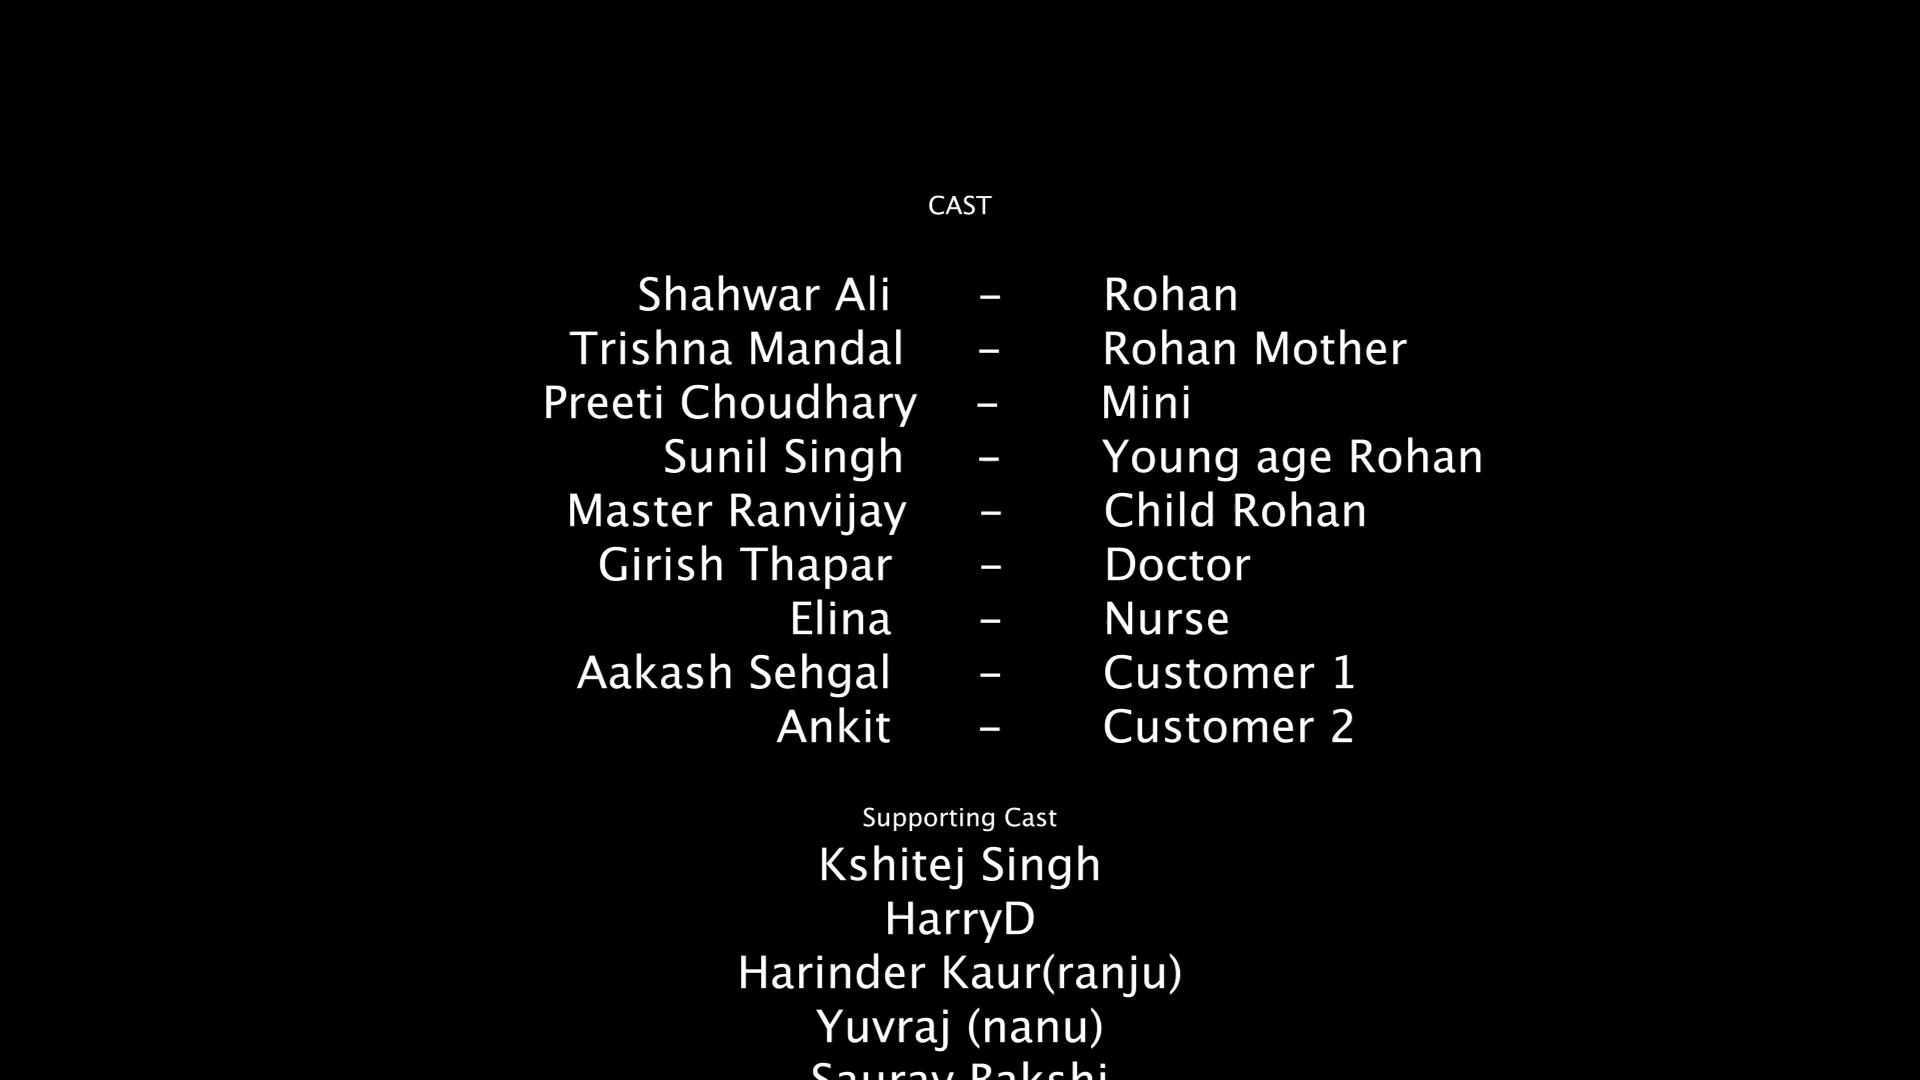 CAST
Shahwar Ali – Rohan
Trishna Mandal – Rohan Mother
Preeti Choudhary – Mini
Sunil Singh – Young age Rohan
Master Ranvijay – Child Rohan
Girish Thapar – Doctor
Elina – Nurse
Aakash Sehgal – Customer 1
Ankit – Customer 2
Supporting Cast
Kshitej Singh
HarryD
Harinder Kaur(ranju)
Yuvraj (nanu)